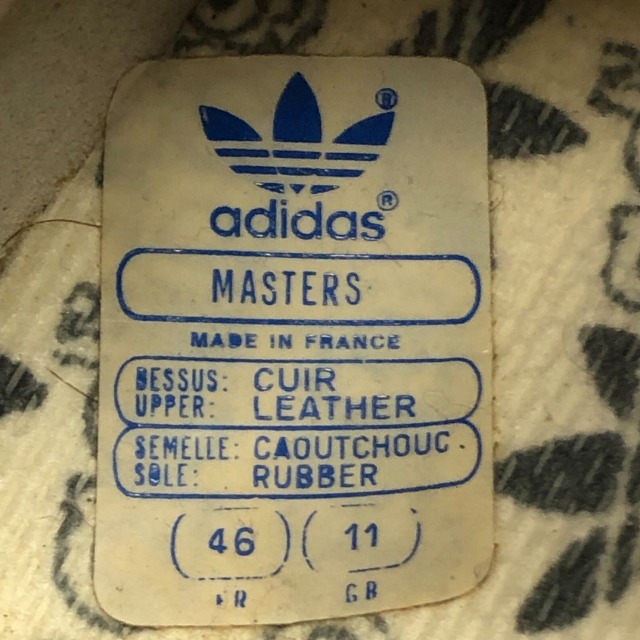 ®
adidas®
MASTERS
MADE IN FRANCE
DESSUS: CUIR
UPPER: LEATHER
SEMELLE: CAOUTCHOUC
SOLE: RUBBER
46 11
FR GB